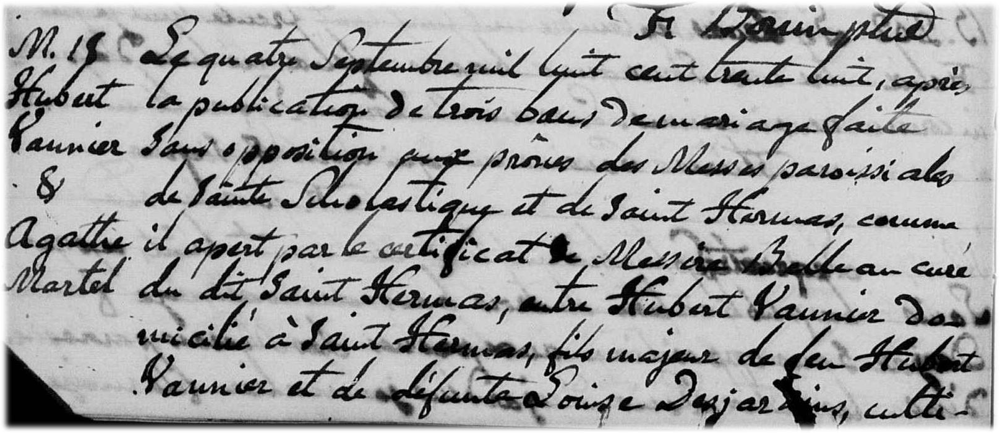 M. 18
Hubert
Vannier
&
Agathe
Martel
Le quatre Septembre mil huit cent trente huit, après
la publication de trois bans de mariage faite
sans opposition aux prônes des Messes paroissiales
de Sainte Scholastique et de Saint Hermas, comme
il apert par le certificat de Messire Belleau curé
du dit Saint Hermas, entre Hubert Vannier do-
micilié à Saint Hermas, fils majeur de feu Hubert
Vannier et de défunte Louise Desjardins, culti-